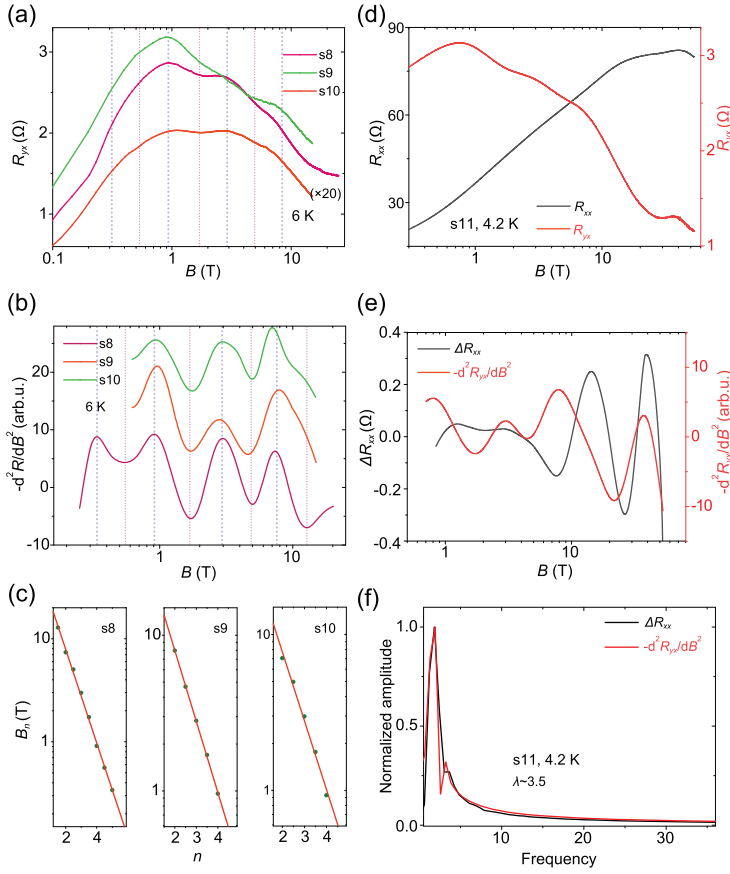 (a)
3
2
1
R_yx (Ω)
s8
s9
s10
(×20)
6 K
0.1
1
10
B (T)
(d)
90
60
30
R_xx (Ω)
3
2
1
R_yx (Ω)
s11, 4.2 K
R_xx
R_yx
1
10
B (T)
(b)
20
10
0
-10
-d²R/dB² (arb.u.)
s8
s9
s10
6 K
1
10
B (T)
(e)
0.4
0.2
0.0
-0.2
-0.4
ΔR_xx (Ω)
ΔR_xx
-d²R_yx/dB²
10
0
-10
-d²R_yx/dB² (arb.u.)
1
10
B (T)
(c)
10
1
B_n (T)
s8
2
4
10
1
s9
2
3
4
n
10
1
s10
2
3
4
(f)
1.0
0.5
0.0
Normalized amplitude
ΔR_xx
-d²R_yx/dB²
s11, 4.2 K
λ~3.5
0
10
20
30
Frequency